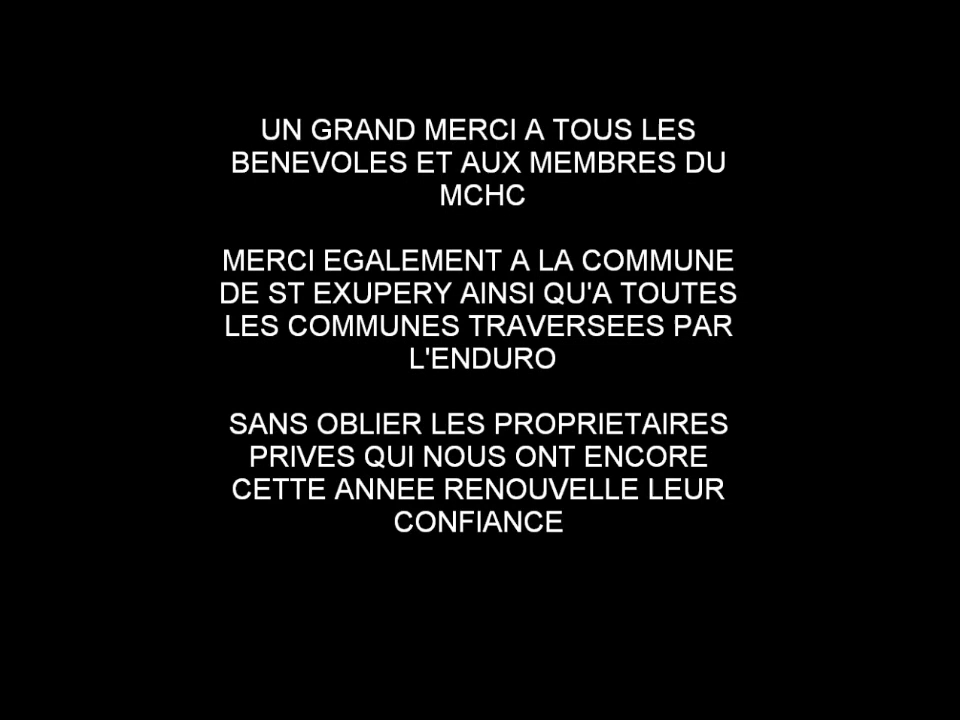 UN GRAND MERCI A TOUS LES
BENEVOLES ET AUX MEMBRES DU
MCHC
MERCI EGALEMENT A LA COMMUNE
DE ST EXUPERY AINSI QU'A TOUTES
LES COMMUNES TRAVERSEES PAR
L'ENDURO
SANS OBLIER LES PROPRIETAIRES
PRIVES QUI NOUS ONT ENCORE
CETTE ANNEE RENOUVELLE LEUR
CONFIANCE